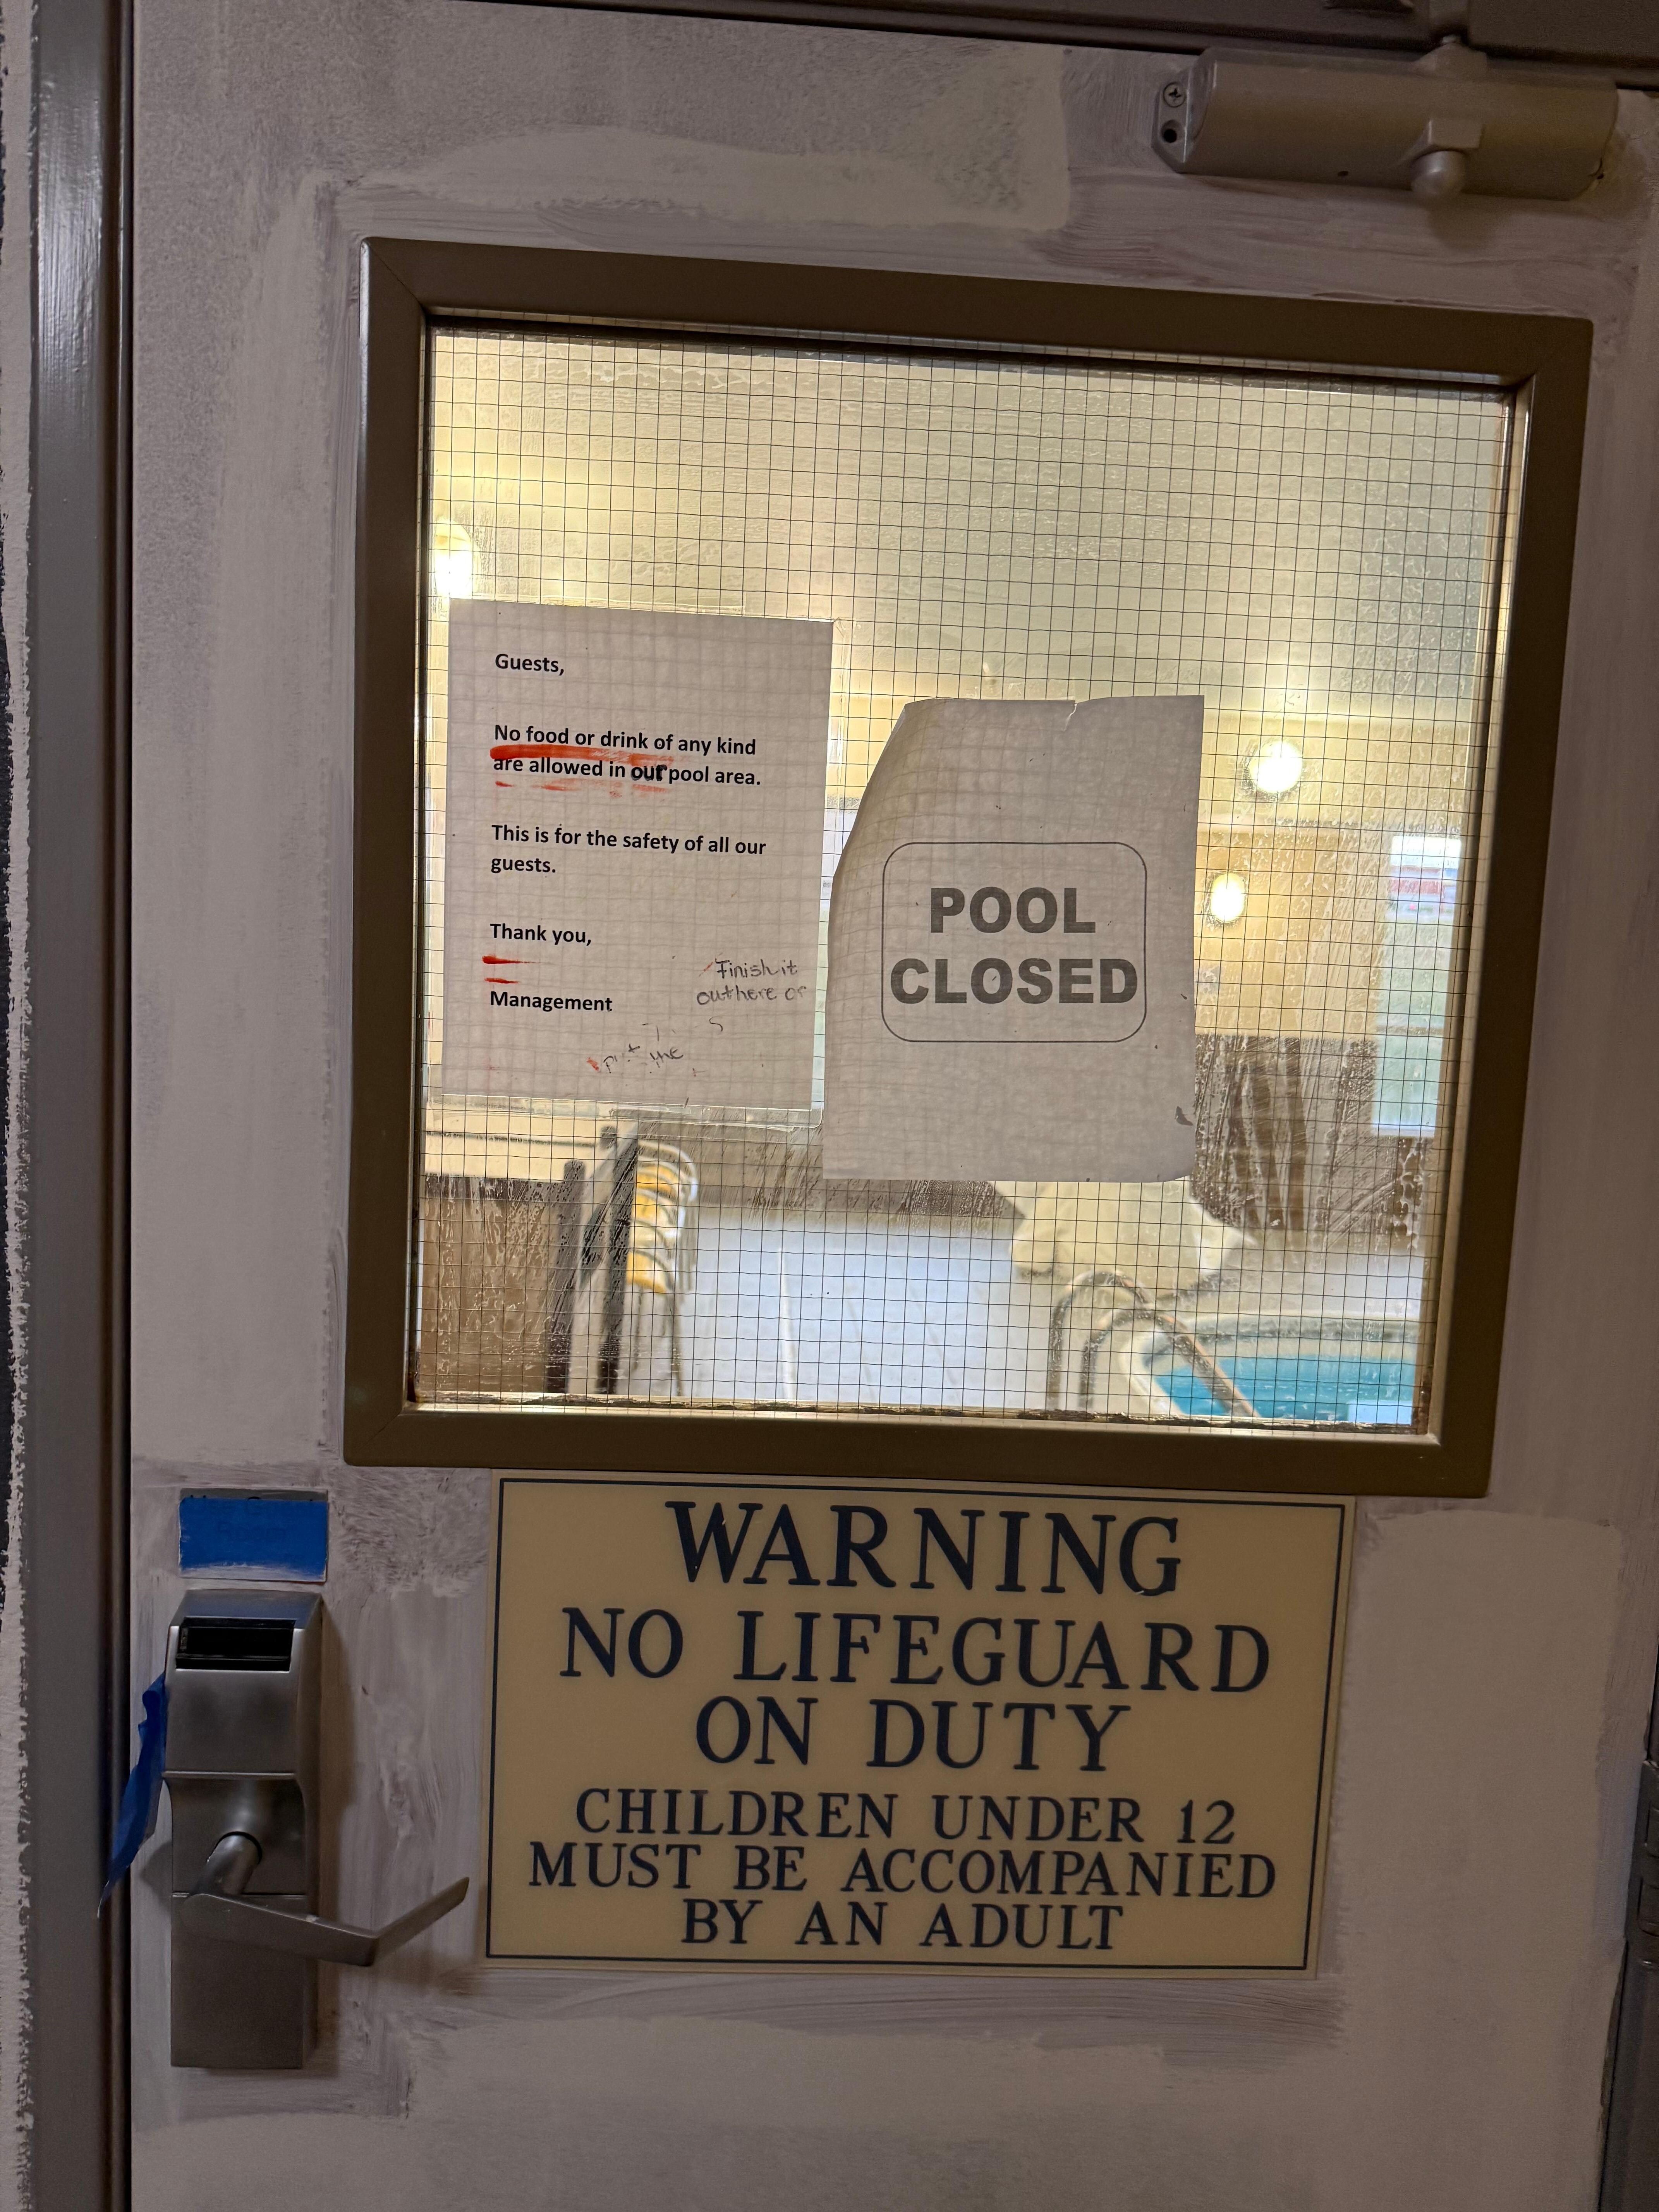 Guests,
No food or drink of any kind
are allowed in our pool area.
This is for the safety of all our
guests.
Thank you,
Management
Finish it
out here or
POOL
CLOSED
WARNING
NO LIFEGUARD
ON DUTY
CHILDREN UNDER 12
MUST BE ACCOMPANIED
BY AN ADULT